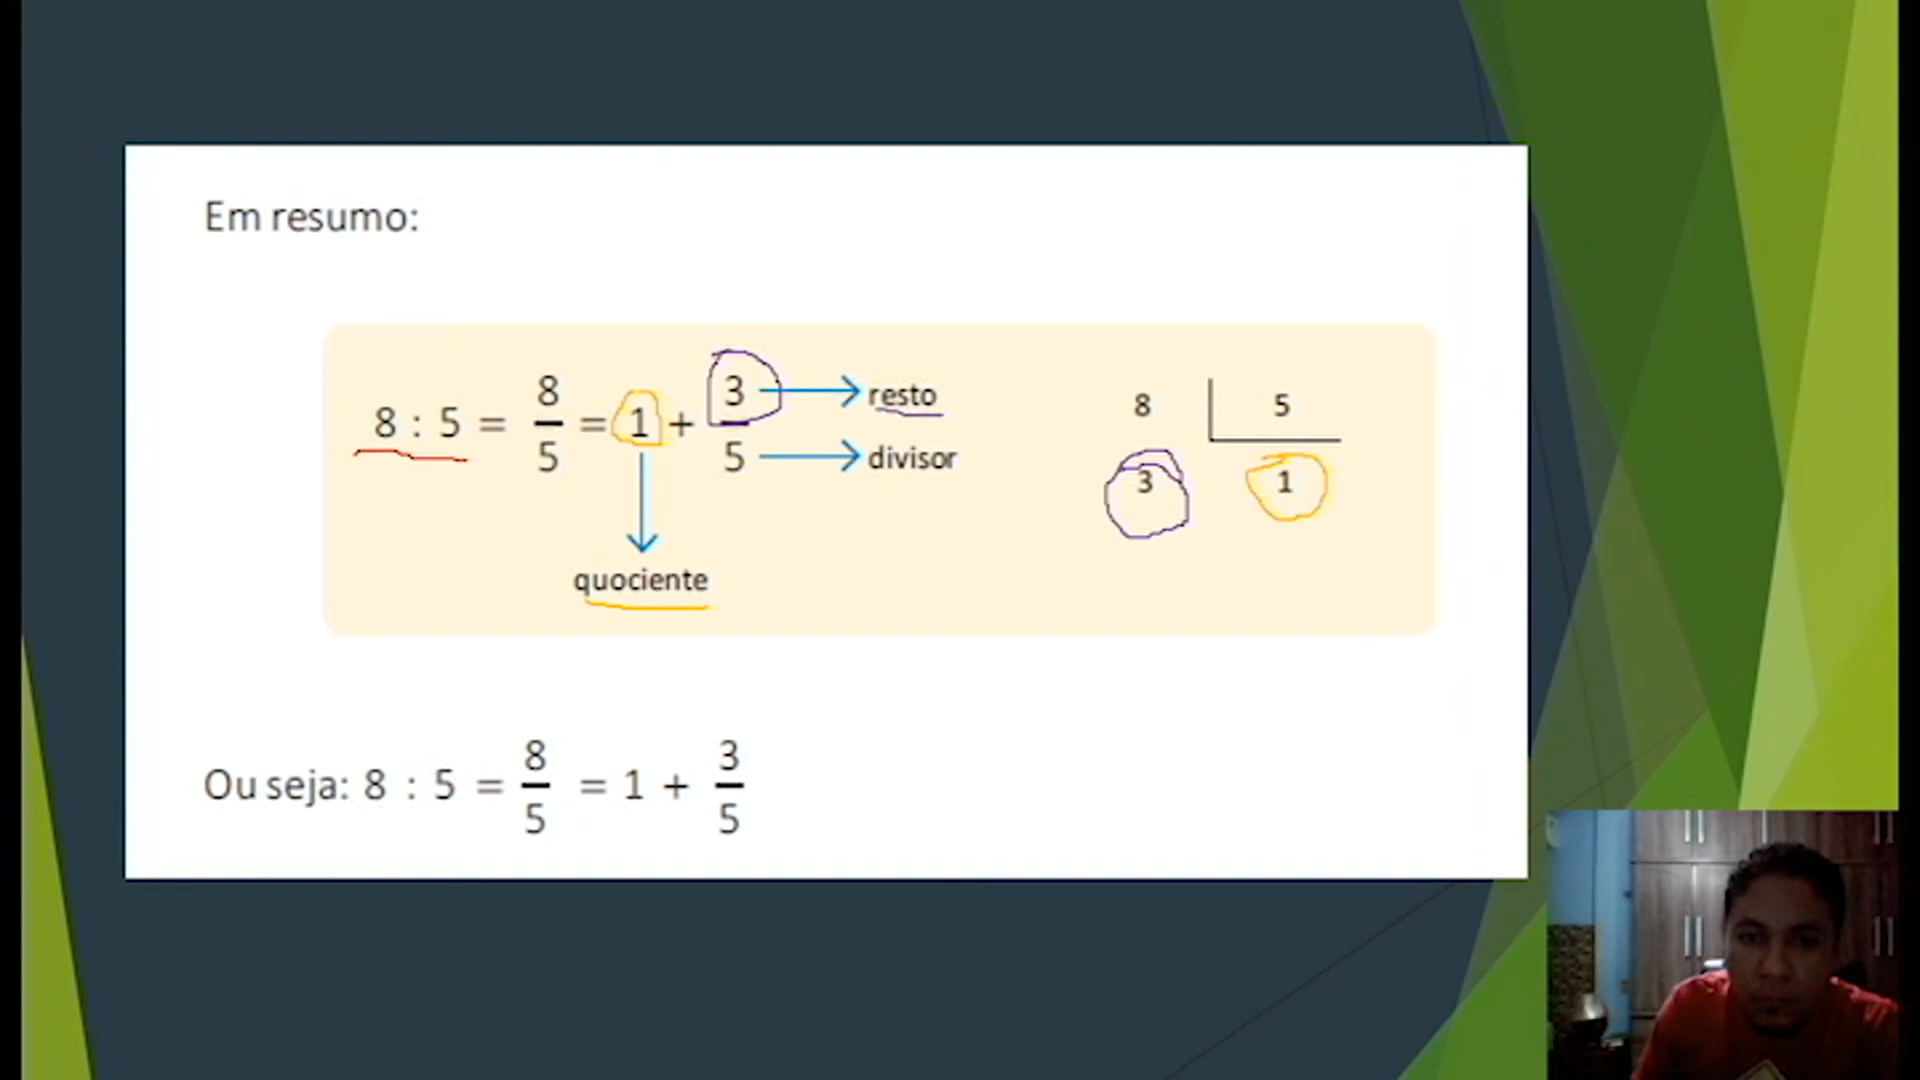 Em resumo:
8 : 5 = 8/5 = 1 + 3/5
resto
divisor
quociente
8 5
3 1
Ou seja: 8 : 5 = 8/5 = 1 + 3/5